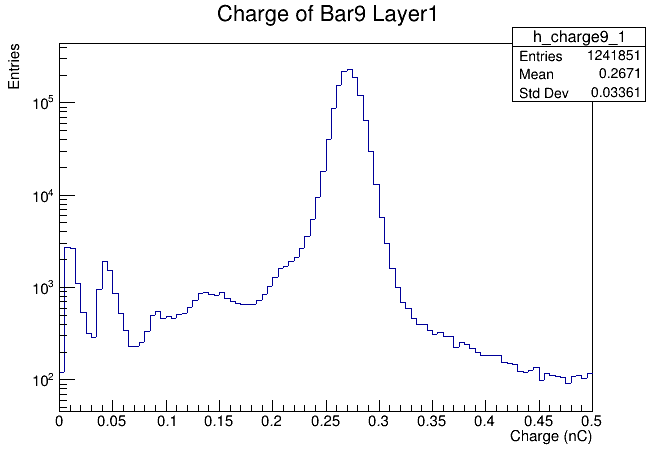 Charge of Bar9 Layer1
h_charge9_1
Entries 1241851
Mean 0.2671
Std Dev 0.03361
Entries
10^5
10^4
10^3
10^2
0 0.05 0.1 0.15 0.2 0.25 0.3 0.35 0.4 0.45 0.5
Charge (nC)